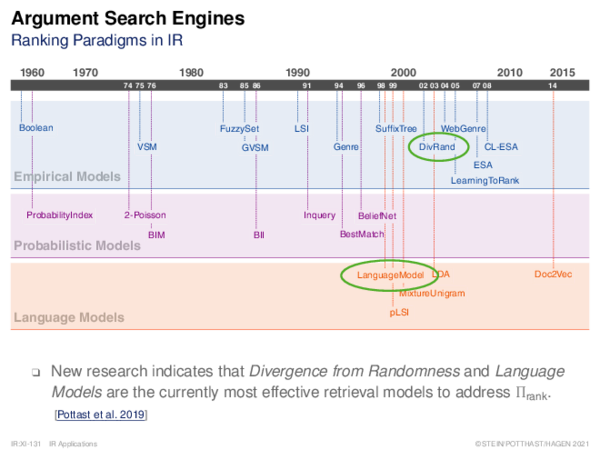 Argument Search Engines
Ranking Paradigms in IR
1960 1970 1980 1990 2000 2010 2015
74 75 76 83 85 86 91 94 96 98 99 02 03 04 05 07 08 14
Boolean FuzzySet LSI SuffixTree WebGenre
VSM GVSM Genre DivRand CL-ESA
ESA
Empirical Models LearningToRank
ProbabilityIndex 2-Poisson Inquery BeliefNet
BIM BII BestMatch
Probabilistic Models
LanguageModel LDA Doc2Vec
MixtureUnigram
Language Models pLSI
❑ New research indicates that Divergence from Randomness and Language
Models are the currently most effective retrieval models to address Πrank.
[Pottast et al. 2019]
IR:XI-131 IR Applications ©STEIN/POTTHAST/HAGEN 2021